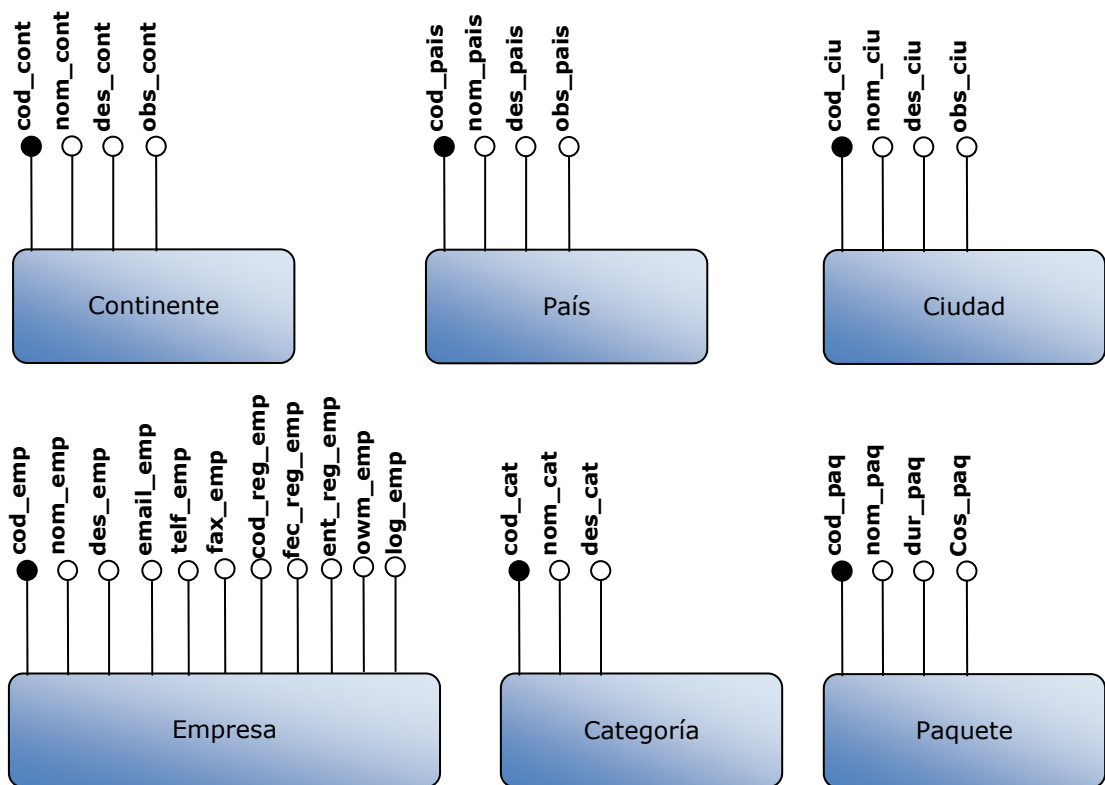 cod_cont
nom_cont
des_cont
obs_cont
Continente
cod_pais
nom_pais
des_pais
obs_pais
País
cod_ciu
nom_ciu
des_ciu
obs_ciu
Ciudad
cod_emp
nom_emp
des_emp
email_emp
telf_emp
fax_emp
cod_reg_emp
fec_reg_emp
ent_reg_emp
owm_emp
log_emp
Empresa
cod_cat
nom_cat
des_cat
Categoría
cod_paq
nom_paq
dur_paq
Cos_paq
Paquete